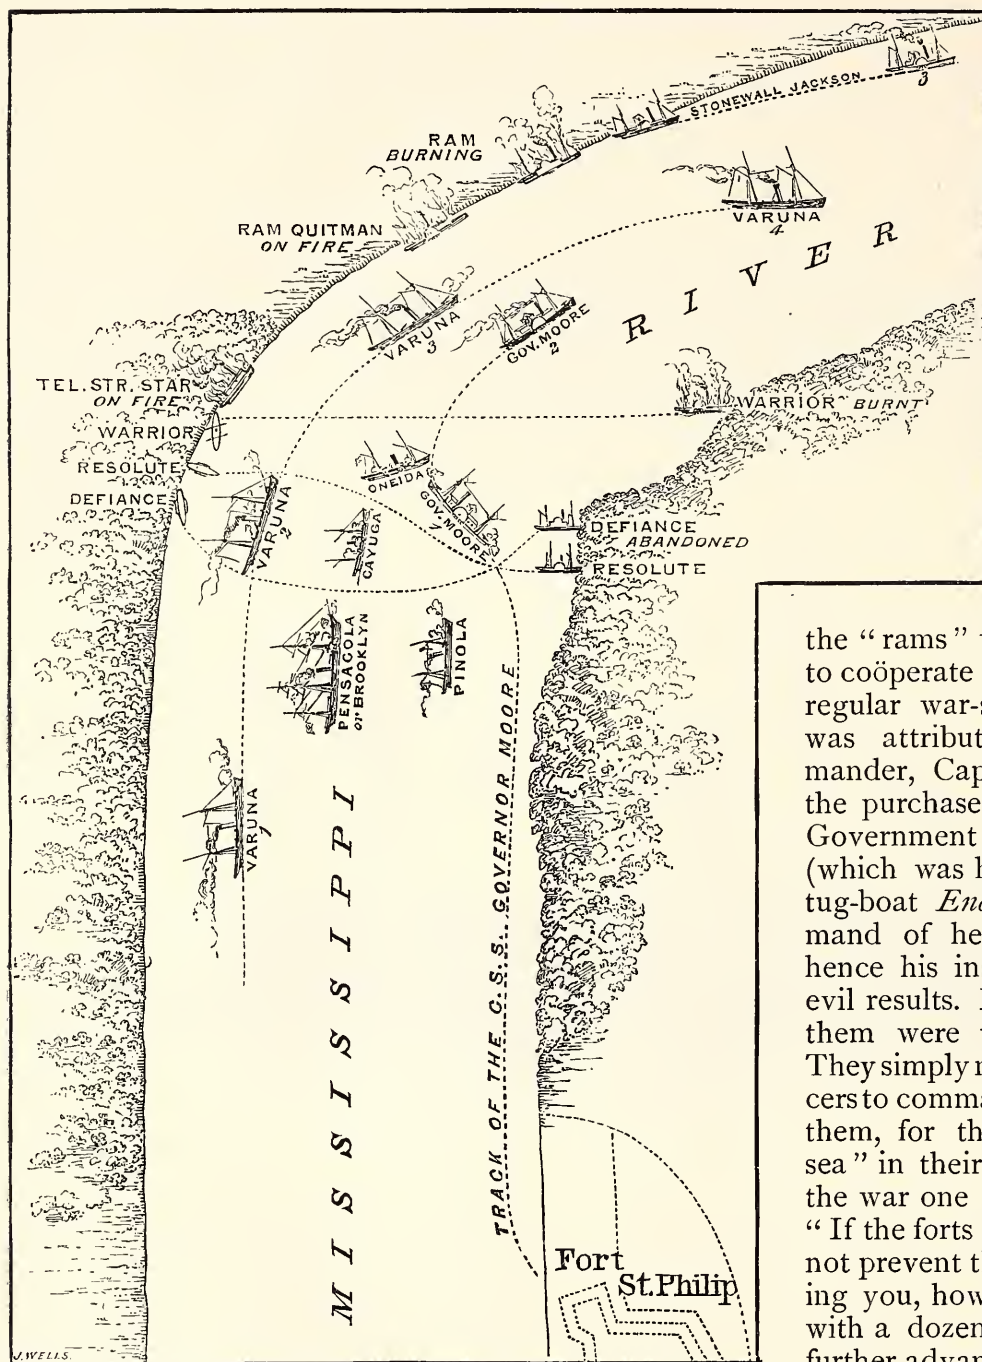 STONEWALL JACKSON
3
RAM
BURNING
VARUNA
4
RAM QUITMAN
ON FIRE
RIVER
VARUNA
3
GOV. MOORE
2
TEL. STR. STAR
ON FIRE
WARRIOR BURNT
WARRIOR
RESOLUTE
ONEIDA
DEFIANCE
VARUNA
2
CAYUGA
GOV. MOORE
DEFIANCE
ABANDONED
RESOLUTE
PENSACOLA
or BROOKLYN
PINOLA
VARUNA
1
MISSISSIPPI
TRACK OF THE C.S.S. GOVERNOR MOORE
Fort
St. Philip
J. WELLS.
the “rams”
to coöperate
regular war-
was attribut
mander, Cap
the purchase
Government
(which was h
tug-boat En
mand of he
hence his in
evil results.
them were
They simply
cers to comma
them, for th
sea” in their
the war one
“If the forts
not prevent t
ing you, how
with a dozen
further advan